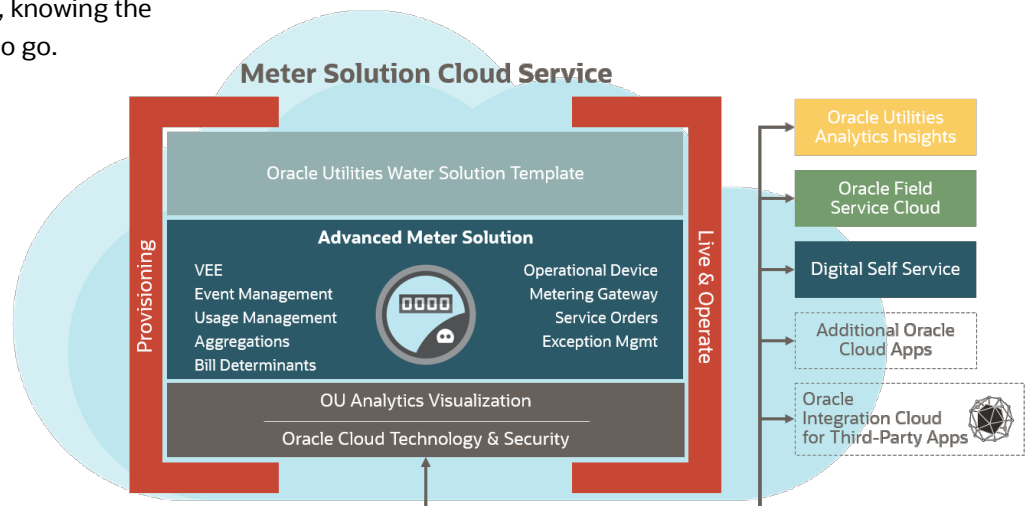 , knowing the
o go.
Meter Solution Cloud Service
Provisioning
Oracle Utilities Water Solution Template
Advanced Meter Solution
VEE
Event Management
Usage Management
Aggregations
Bill Determinants
0000
Operational Device
Metering Gateway
Service Orders
Exception Mgmt
OU Analytics Visualization
Oracle Cloud Technology & Security
Live & Operate
Oracle Utilities
Analytics Insights
Oracle Field
Service Cloud
Digital Self Service
Additional Oracle
Cloud Apps
Oracle
Integration Cloud
for Third-Party Apps